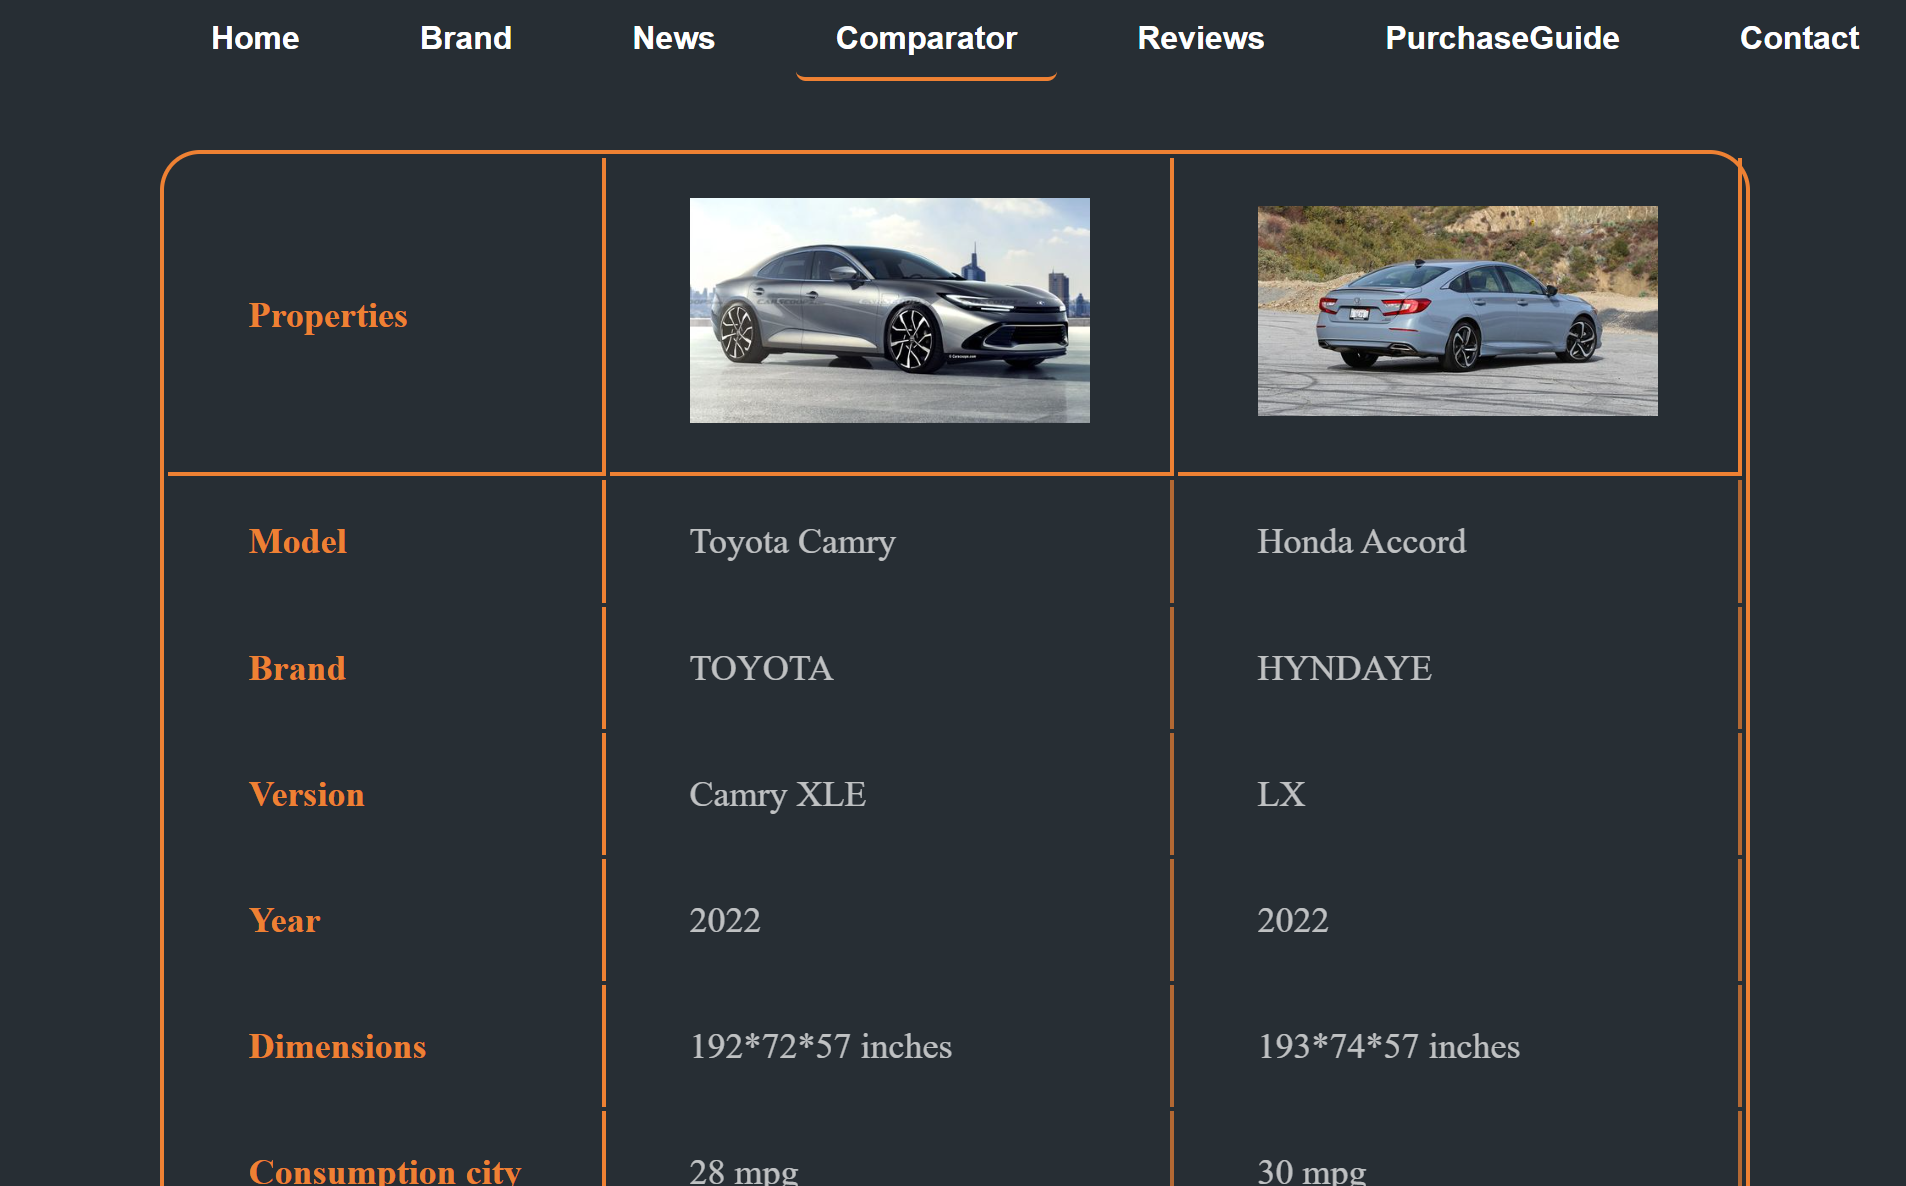 Home Brand News Comparator Reviews PurchaseGuide Contact
Properties
Model Toyota Camry Honda Accord
Brand TOYOTA HYNDAYE
Version Camry XLE LX
Year 2022 2022
Dimensions 192*72*57 inches 193*74*57 inches
Consumption city 28 mpg 30 mpg